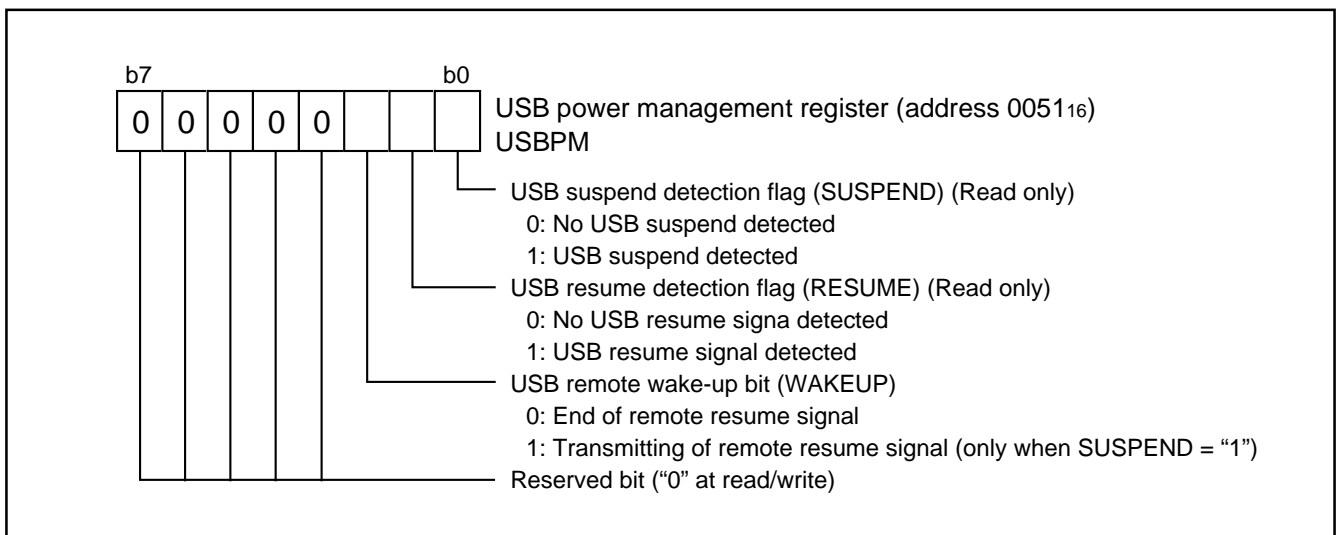 b7 b0
0 0 0 0 0
USB power management register (address 005116)
USBPM
USB suspend detection flag (SUSPEND) (Read only)
0: No USB suspend detected
1: USB suspend detected
USB resume detection flag (RESUME) (Read only)
0: No USB resume signa detected
1: USB resume signal detected
USB remote wake-up bit (WAKEUP)
0: End of remote resume signal
1: Transmitting of remote resume signal (only when SUSPEND = “1”)
Reserved bit (“0” at read/write)